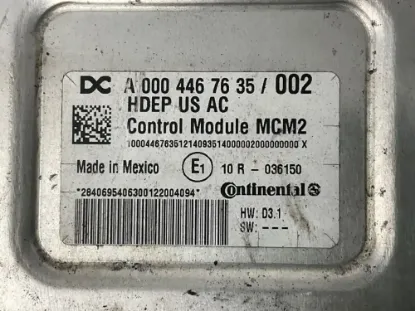 DC A 000 446 76 35 / 002
HDEP US AC
Control Module MCM2
10004467635121409351400000200000000 X
Made in Mexico E1 10 R - 036150
*2840695406300122004094* Continental
HW: D3.1
SW: ---